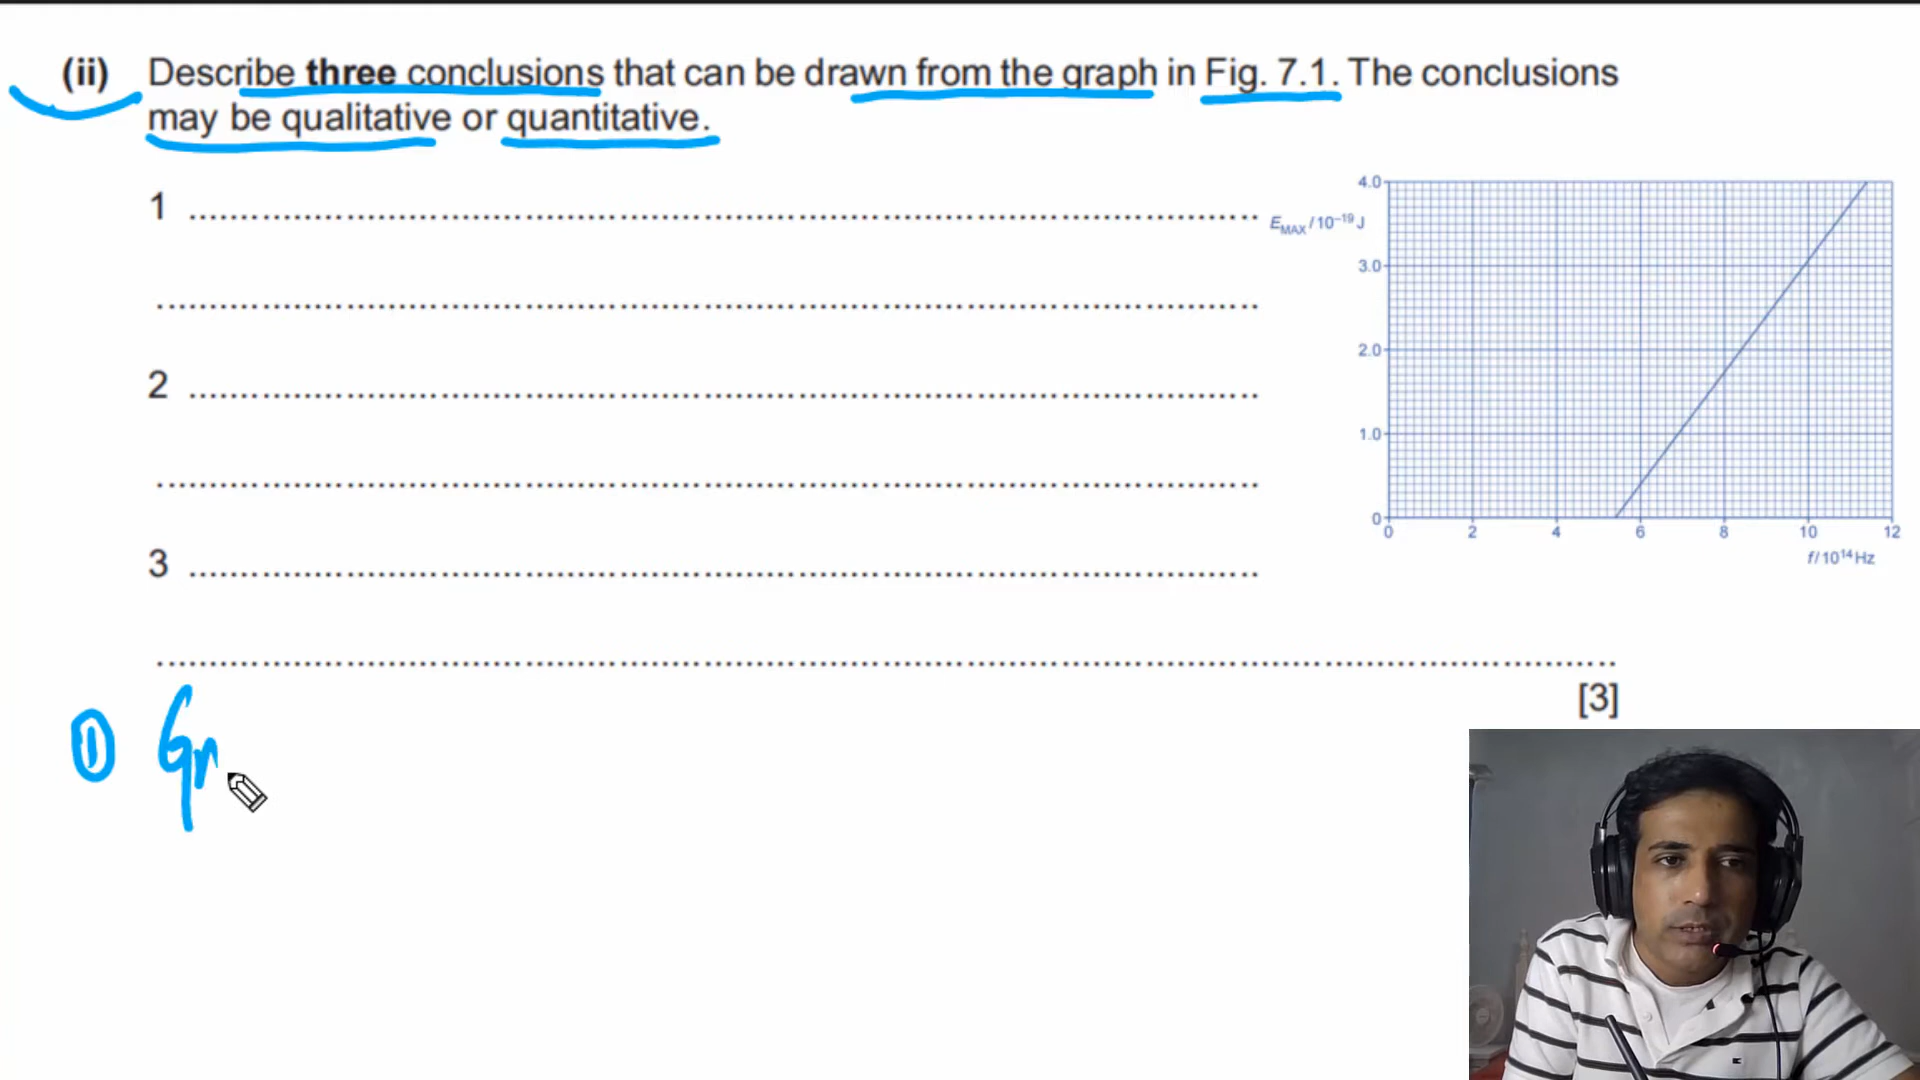 (ii) Describe three conclusions that can be drawn from the graph in Fig. 7.1. The conclusions
may be qualitative or quantitative.
1 ..........
..........
2 ..........
..........
3 ..........
..........
[3]
4.0
E_MAX / 10⁻¹⁹ J
3.0
2.0
1.0
0
0 2 4 6 8 10 12
f / 10¹⁴ Hz
① Gr